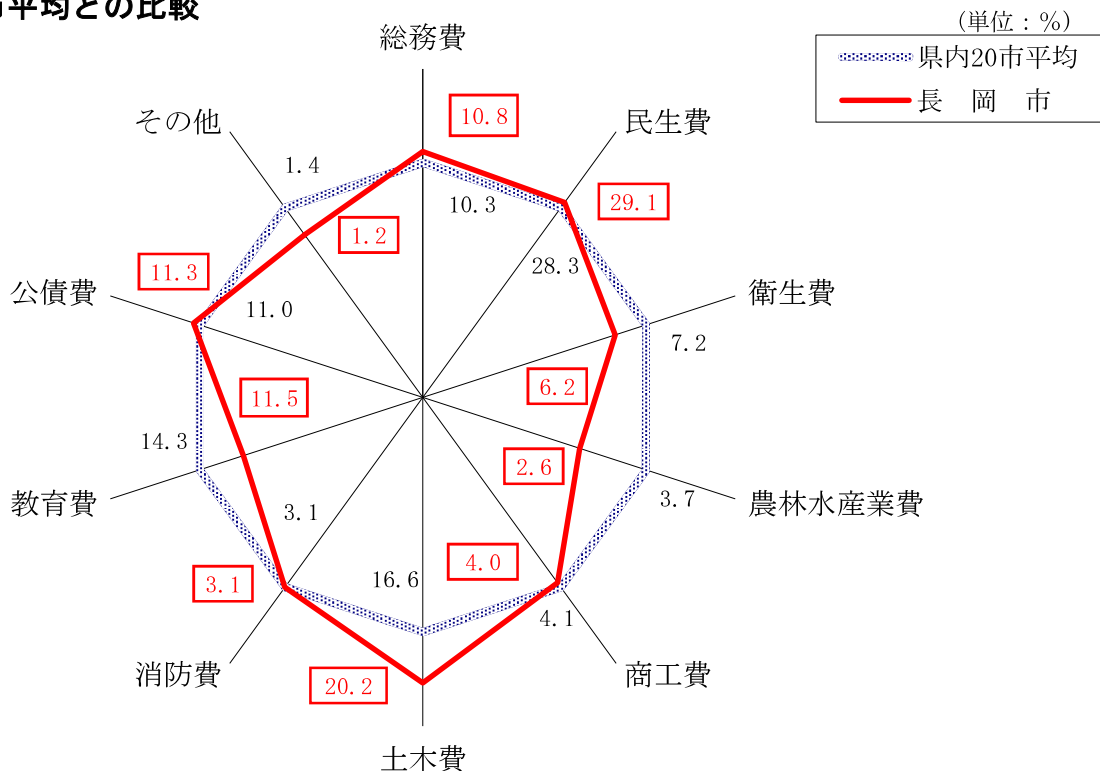 平均との比較
(単位：%)
県内20市平均
長　岡　市
総務費
10.8
10.3
民生費
29.1
28.3
衛生費
7.2
6.2
農林水産業費
3.7
2.6
商工費
4.1
4.0
土木費
16.6
20.2
消防費
3.1
3.1
教育費
14.3
11.5
公債費
11.3
11.0
その他
1.4
1.2